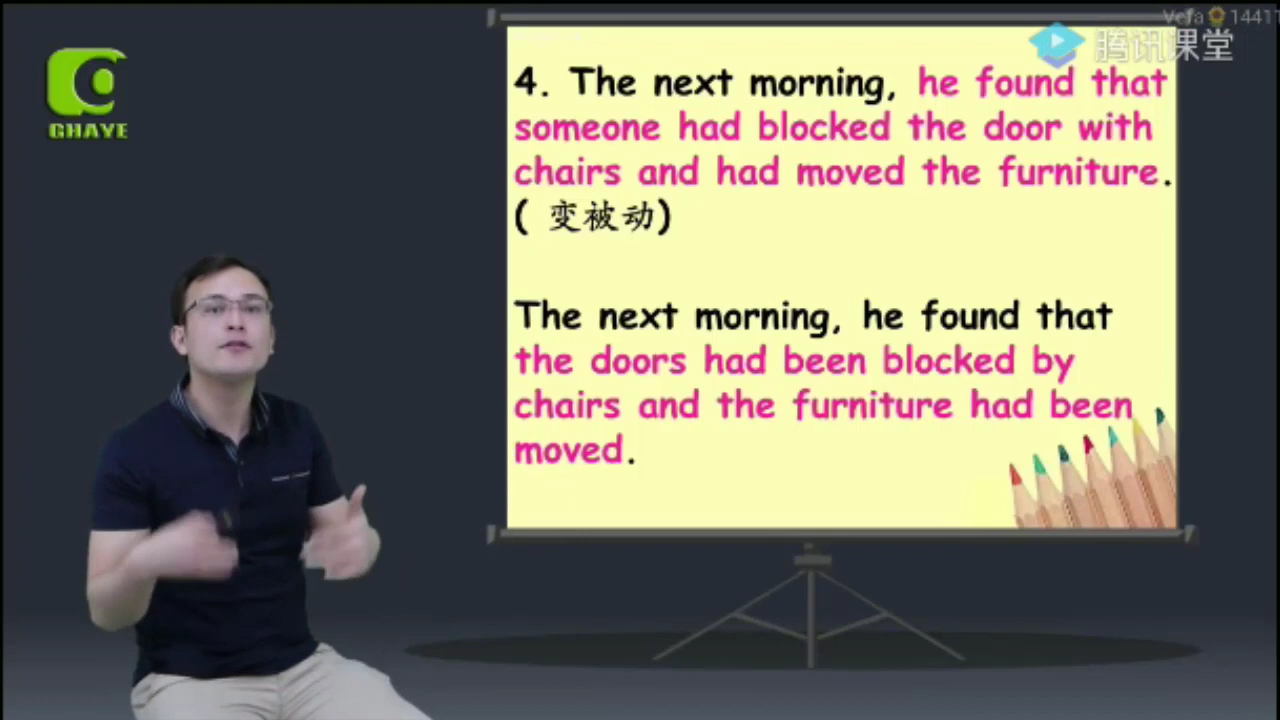 Vera 1441
腾讯课堂
GHAYE
4. The next morning, he found that
someone had blocked the door with
chairs and had moved the furniture.
( 变被动)
The next morning, he found that
the doors had been blocked by
chairs and the furniture had been
moved.